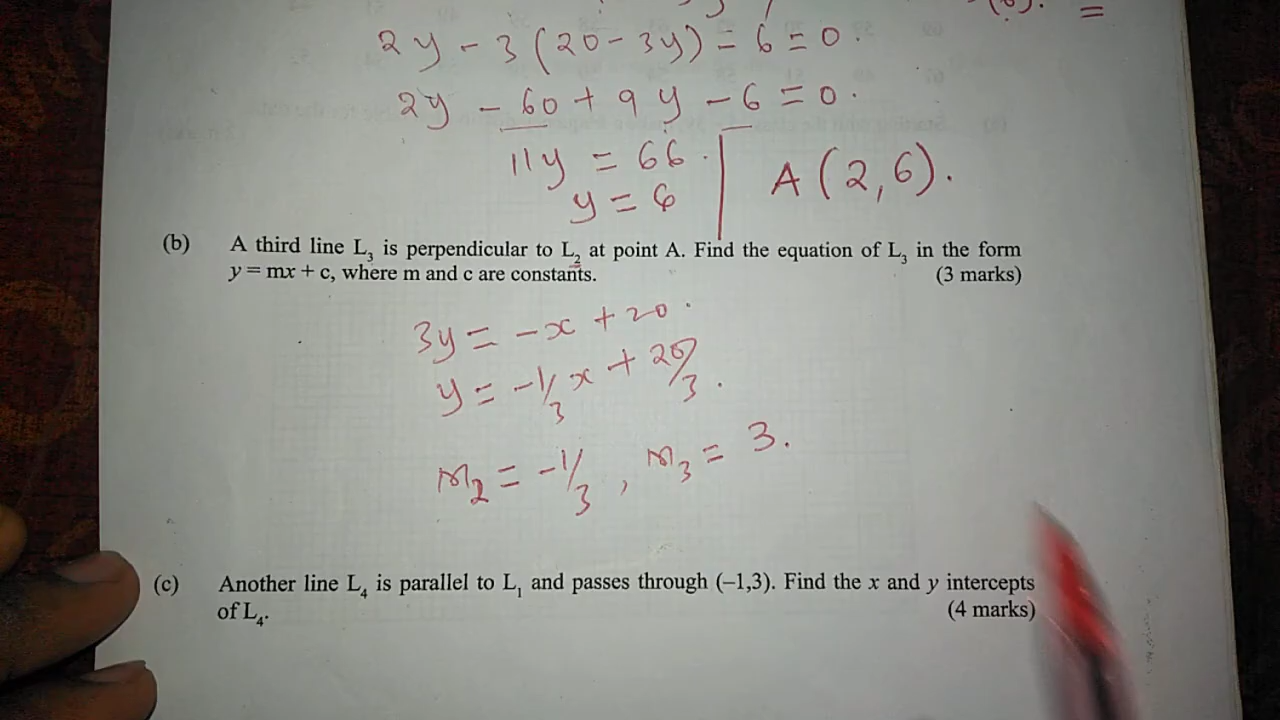 (6). =
2y - 3(20 - 3y) - 6 = 0.
2y - 60 + 9y - 6 = 0.
11y = 66.
y = 6
A(2,6).
(b) A third line L₃ is perpendicular to L₂ at point A. Find the equation of L₃ in the form
y = mx + c, where m and c are constants. (3 marks)
3y = -x + 20.
y = -1/3 x + 20/3.
m₂ = -1/3, m₃ = 3.
(c) Another line L₄ is parallel to L₁ and passes through (–1,3). Find the x and y intercepts
of L₄. (4 marks)